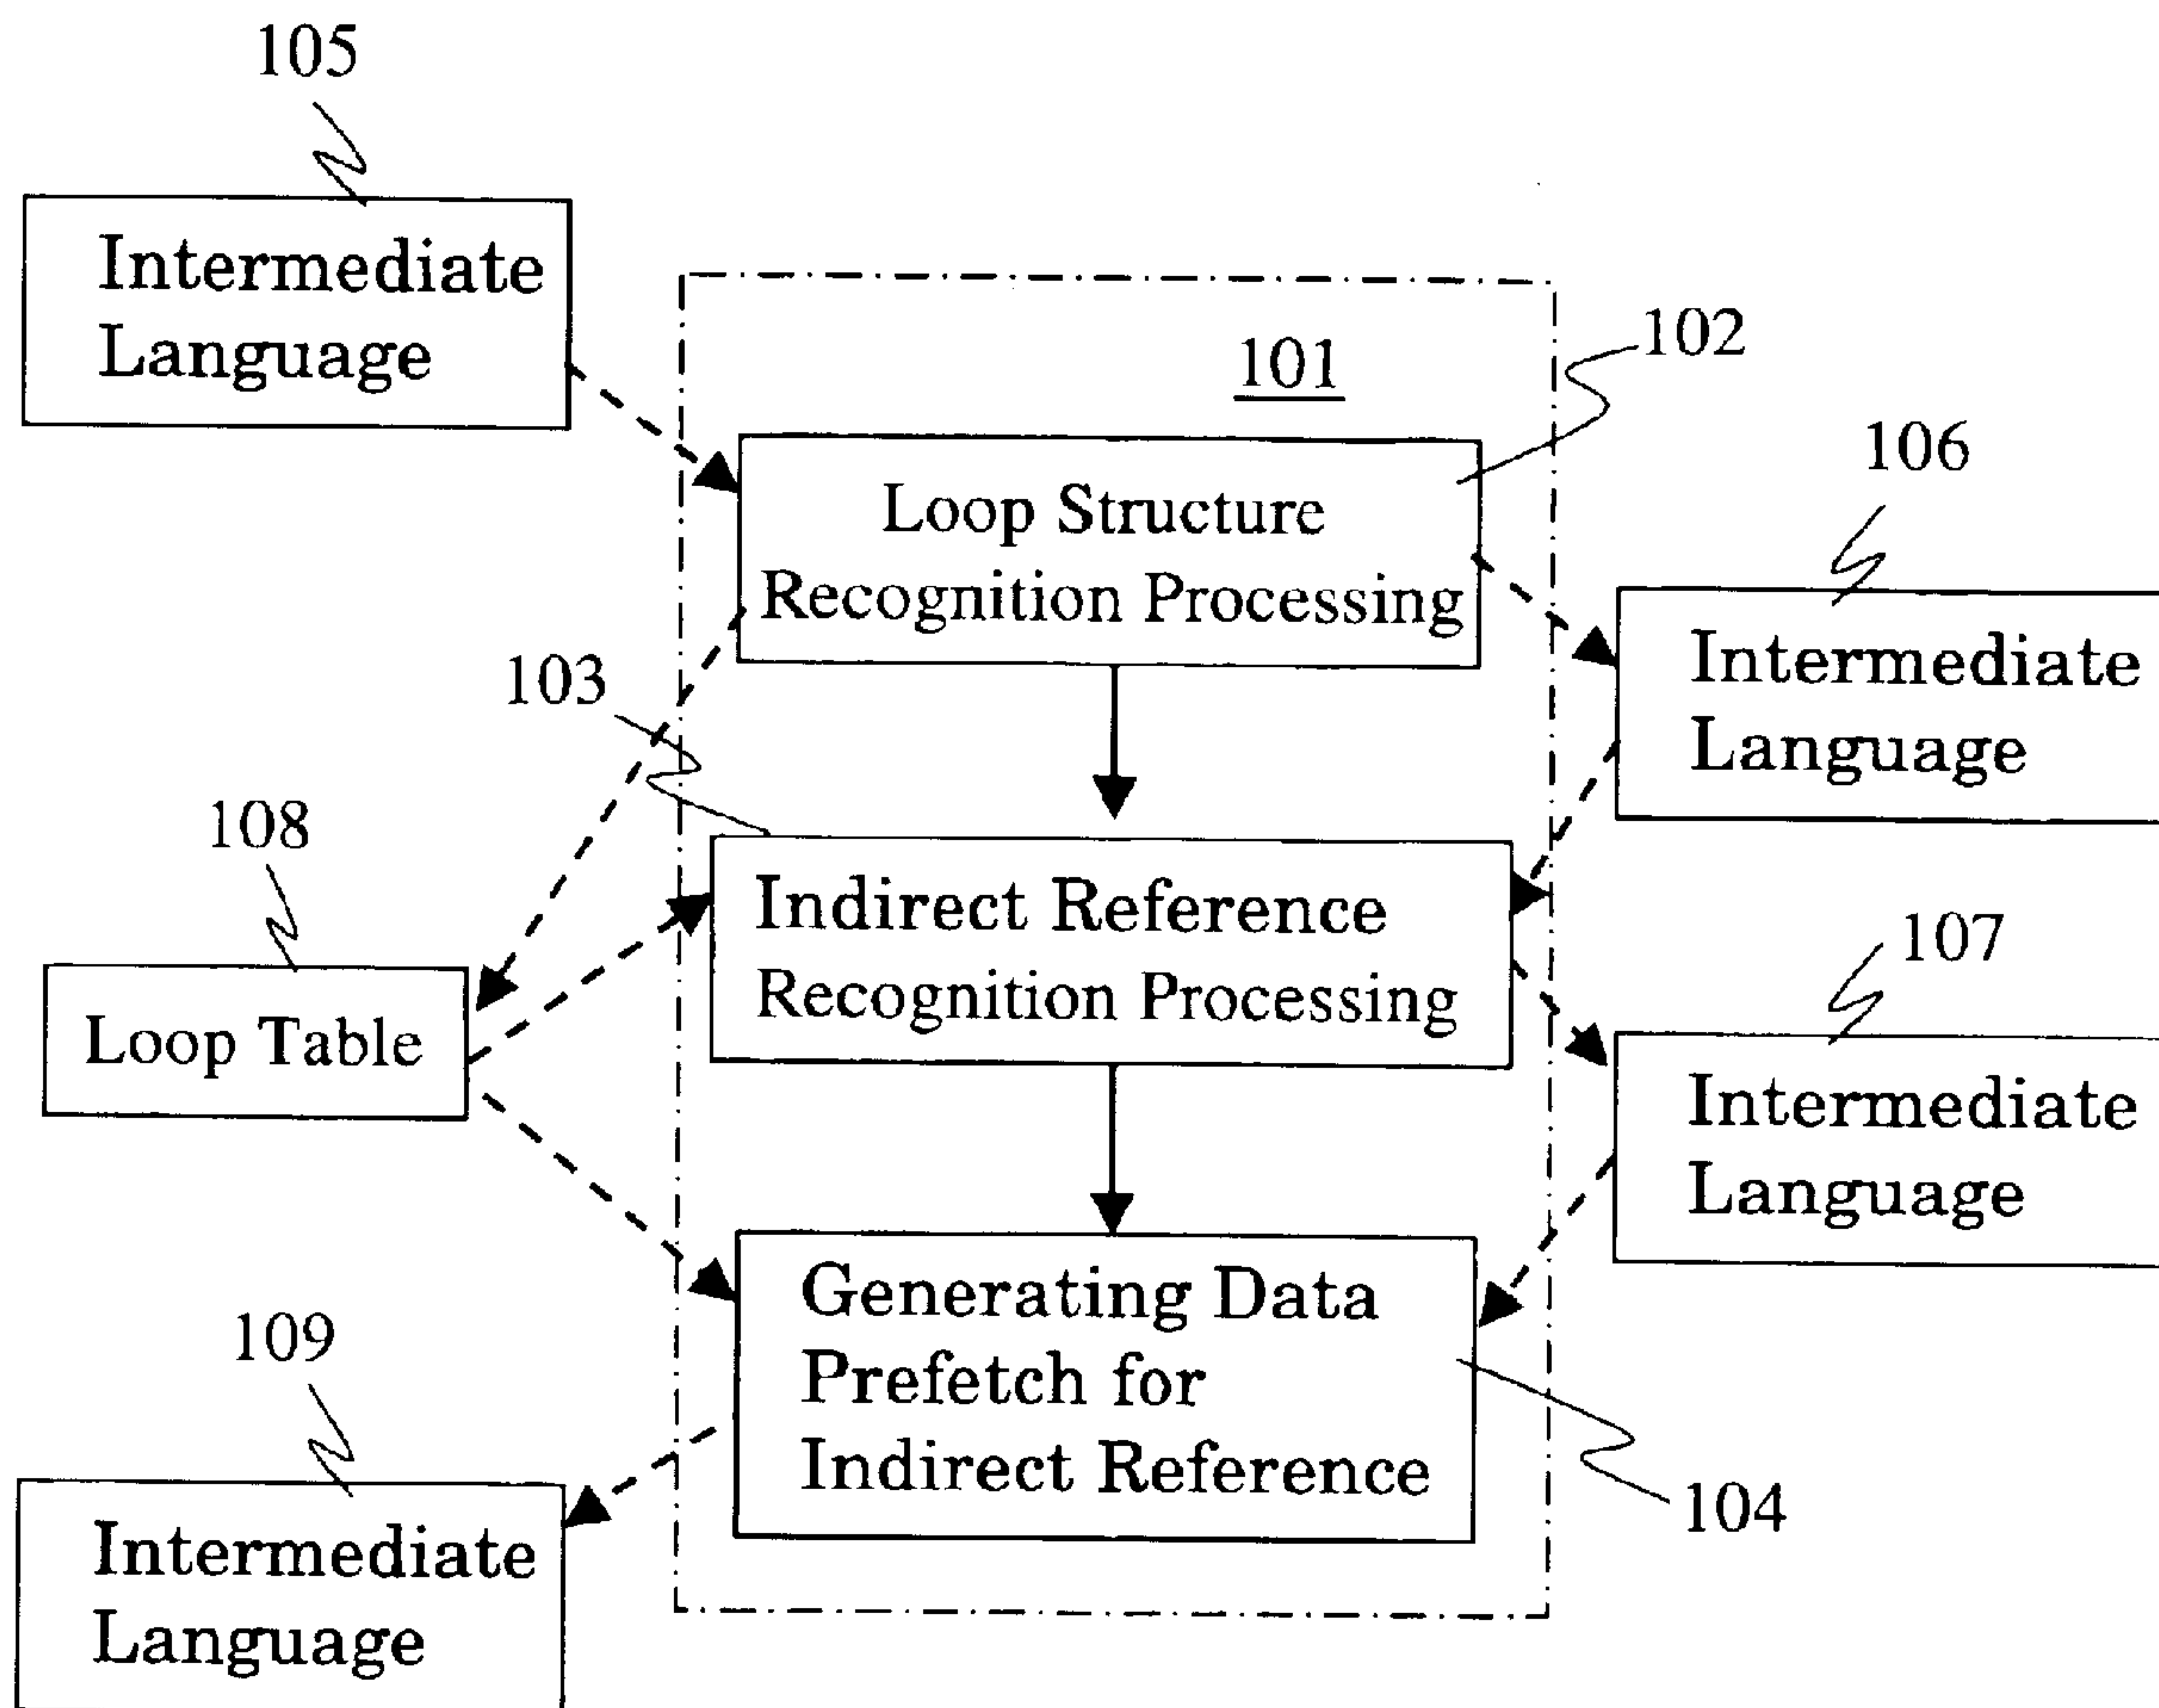 105
Intermediate
Language
101
102
Loop Structure
Recognition Processing
106
Intermediate
Language
103
108
Indirect Reference
Recognition Processing
107
Loop Table
Intermediate
Language
Generating Data
Prefetch for
Indirect Reference
109
104
Intermediate
Language